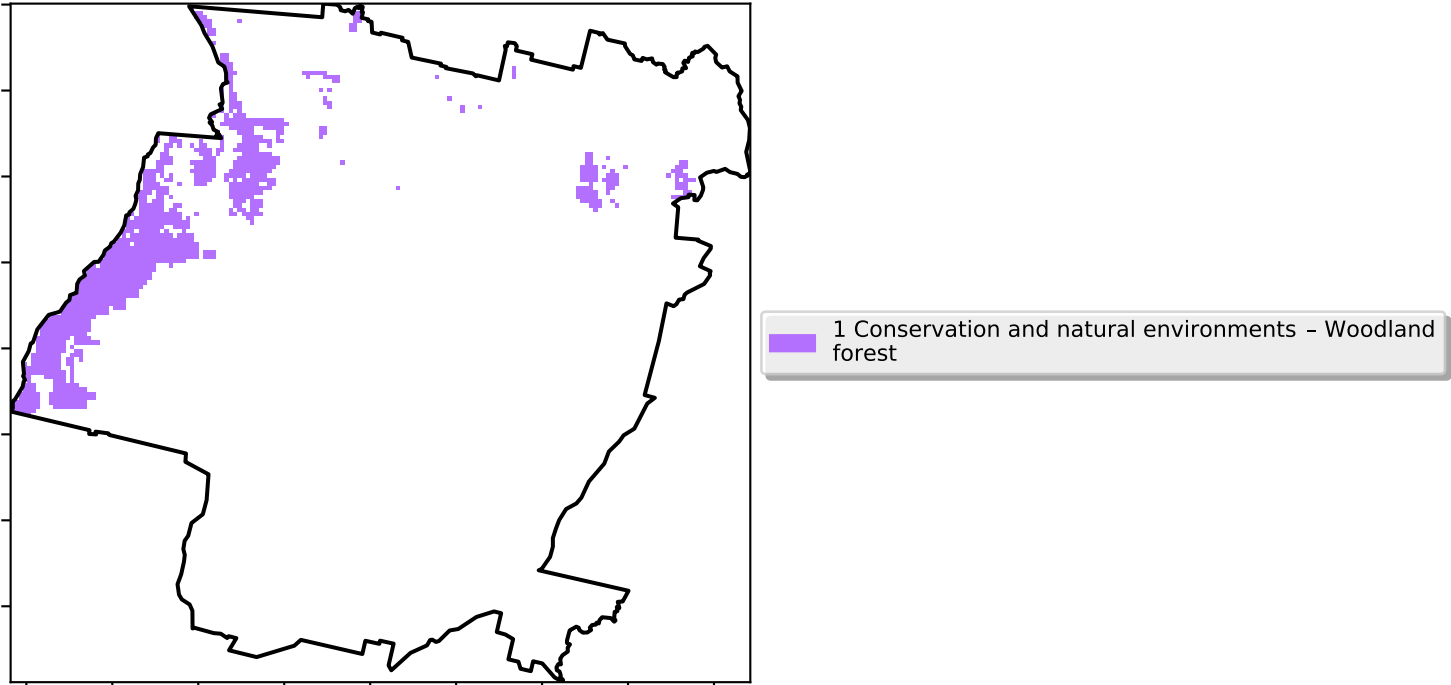 1 Conservation and natural environments – Woodland
forest